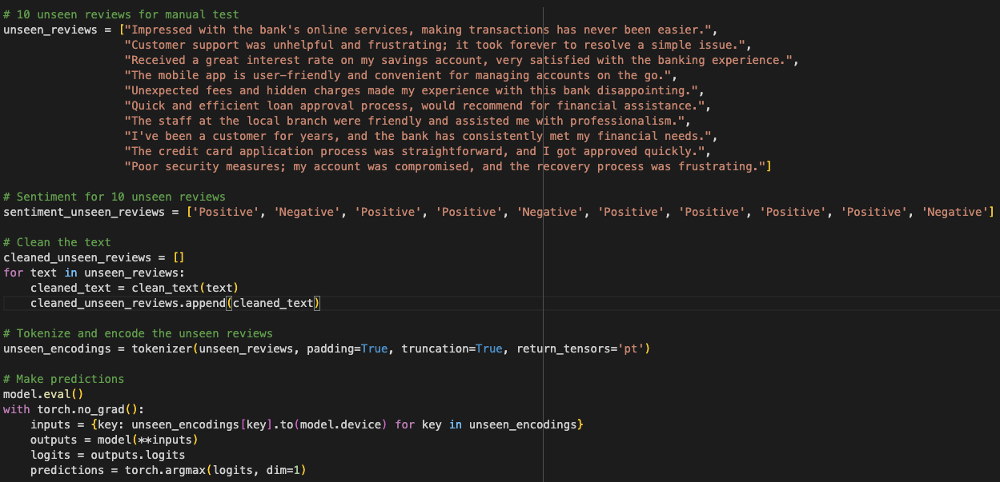 # 10 unseen reviews for manual test
unseen_reviews = ["Impressed with the bank's online services, making transactions has never been easier.",
"Customer support was unhelpful and frustrating; it took forever to resolve a simple issue.",
"Received a great interest rate on my savings account, very satisfied with the banking experience.",
"The mobile app is user-friendly and convenient for managing accounts on the go.",
"Unexpected fees and hidden charges made my experience with this bank disappointing.",
"Quick and efficient loan approval process, would recommend for financial assistance.",
"The staff at the local branch were friendly and assisted me with professionalism.",
"I've been a customer for years, and the bank has consistently met my financial needs.",
"The credit card application process was straightforward, and I got approved quickly.",
"Poor security measures; my account was compromised, and the recovery process was frustrating."]
# Sentiment for 10 unseen reviews
sentiment_unseen_reviews = ['Positive', 'Negative', 'Positive', 'Positive', 'Negative', 'Positive', 'Positive', 'Positive', 'Positive', 'Negative']
# Clean the text
cleaned_unseen_reviews = []
for text in unseen_reviews:
    cleaned_text = clean_text(text)
    cleaned_unseen_reviews.append(cleaned_text)
# Tokenize and encode the unseen reviews
unseen_encodings = tokenizer(unseen_reviews, padding=True, truncation=True, return_tensors='pt')
# Make predictions
model.eval()
with torch.no_grad():
    inputs = {key: unseen_encodings[key].to(model.device) for key in unseen_encodings}
    outputs = model(**inputs)
    logits = outputs.logits
    predictions = torch.argmax(logits, dim=1)